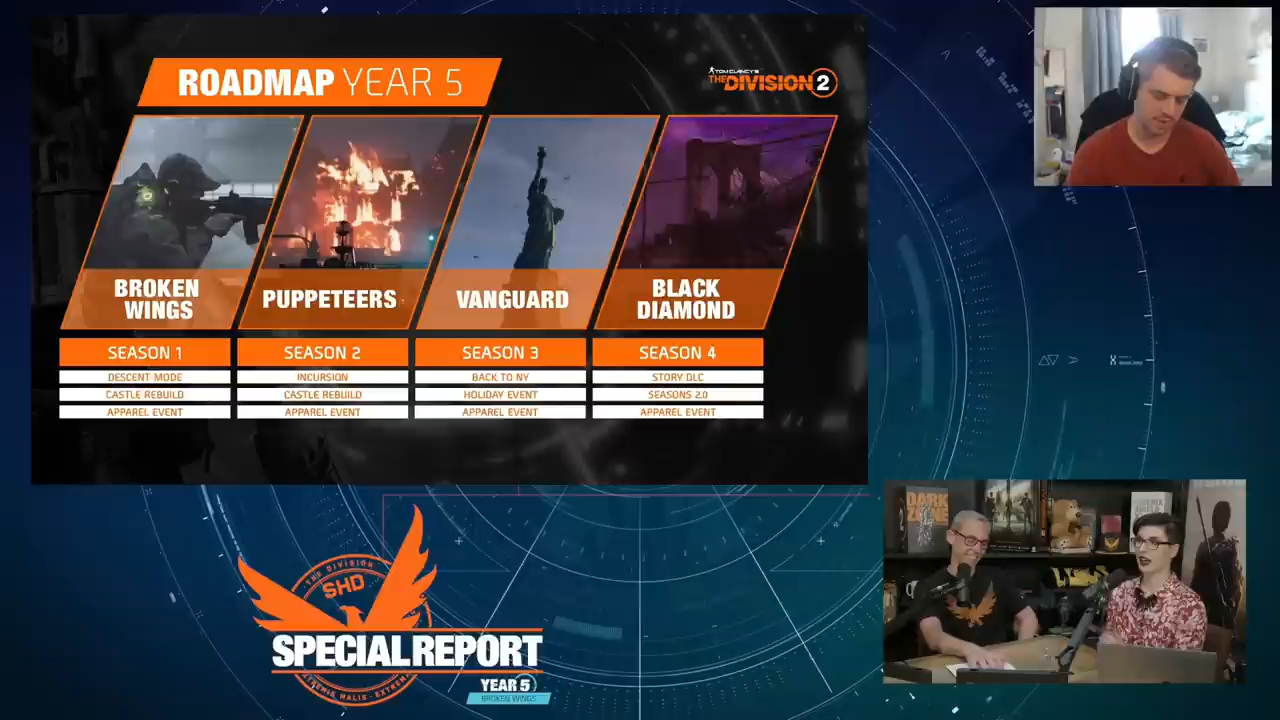 ROADMAP YEAR 5
TOM CLANCY'S
THE DIVISION 2
BROKEN WINGS
PUPPETEERS
VANGUARD
BLACK DIAMOND
SEASON 1
SEASON 2
SEASON 3
SEASON 4
DESCENT MODE
INCURSION
BACK TO NY
STORY DLC
CASTLE REBUILD
CASTLE REBUILD
HOLIDAY EVENT
SEASONS 2.0
APPAREL EVENT
APPAREL EVENT
APPAREL EVENT
APPAREL EVENT
DARK
ZONE
THE DIVISION
SHD
SPECIAL REPORT
EXTREMIS MALIS · EXTREMA
YEAR 5
BROKEN WINGS